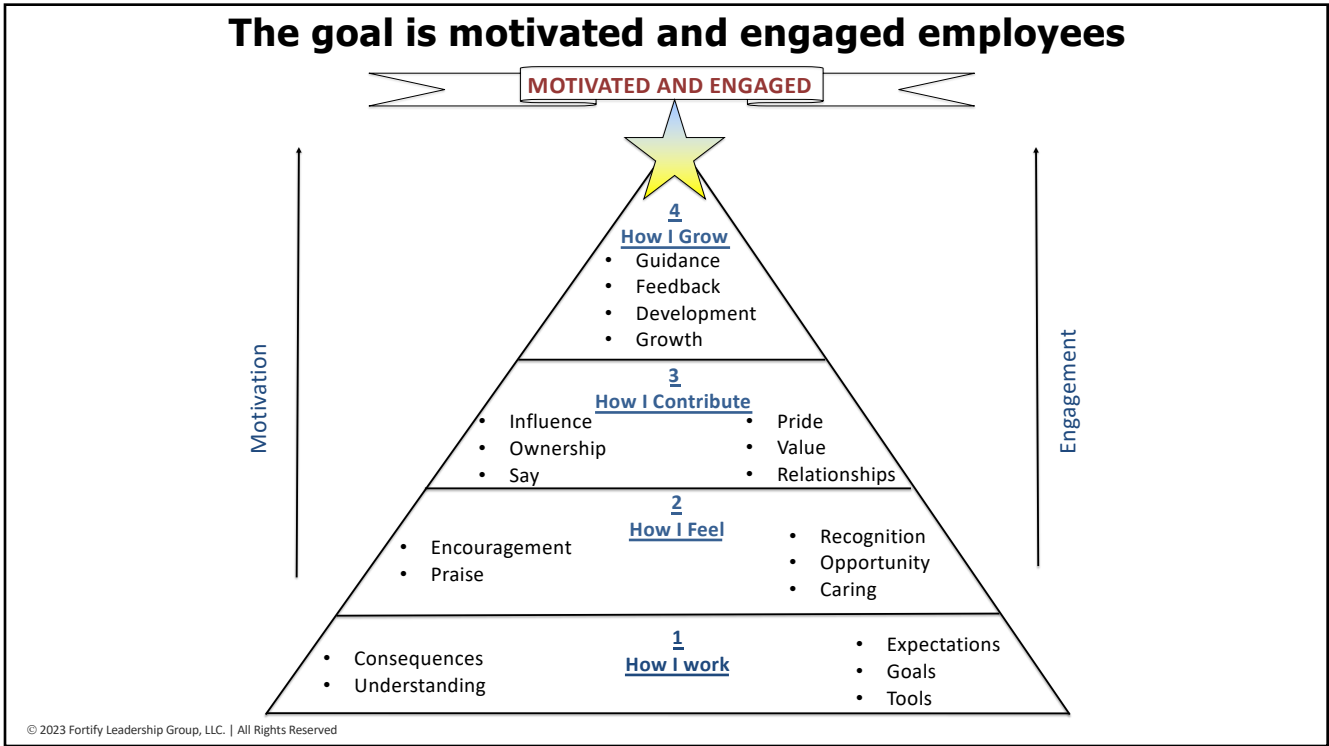 The goal is motivated and engaged employees
MOTIVATED AND ENGAGED
Motivation
Engagement
4
How I Grow
• Guidance
• Feedback
• Development
• Growth
3
How I Contribute
• Influence
• Ownership
• Say
• Pride
• Value
• Relationships
2
How I Feel
• Encouragement
• Praise
• Recognition
• Opportunity
• Caring
1
How I work
• Consequences
• Understanding
• Expectations
• Goals
• Tools
© 2023 Fortify Leadership Group, LLC. | All Rights Reserved